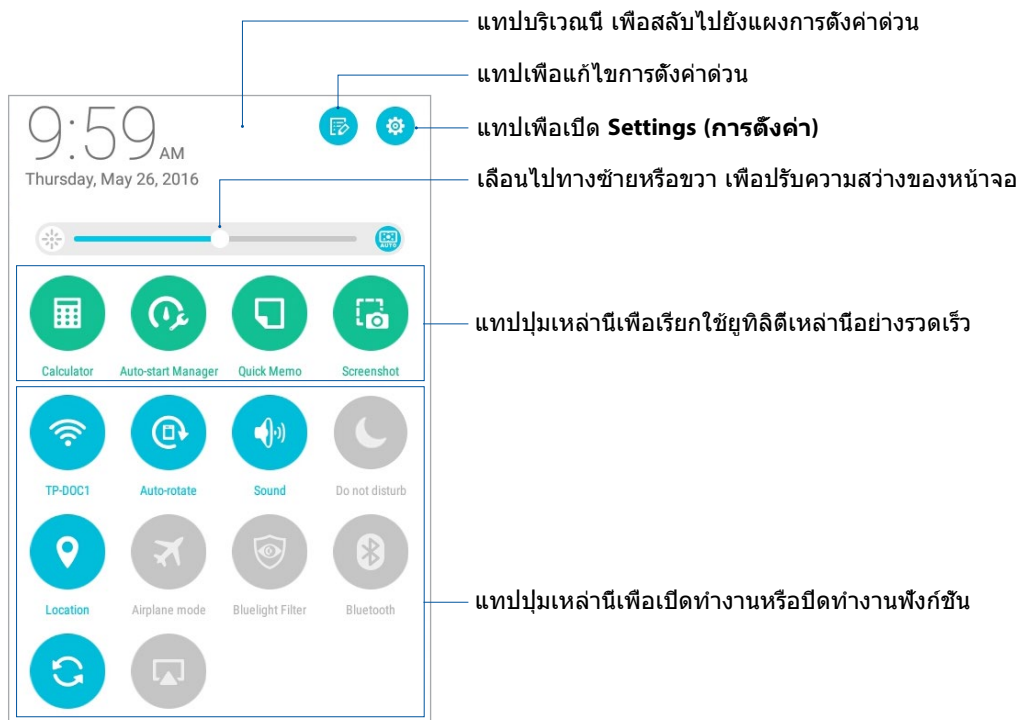 แทปบริเวณนี เพือสลับไปยังแผงการตังค่าด่วน
แทปเพือแก้ไขการตังค่าด่วน
9:59 AM
แทปเพือเปิด Settings (การตังค่า)
Thursday, May 26, 2016
เลือนไปทางซ้ายหรือขวา เพือปรับความสว่างของหน้าจอ
AUTO
แทปปุ่มเหล่านีเพือเรียกใช้ยูทิลิตีเหล่านีอย่างรวดเร็ว
Calculator Auto-start Manager Quick Memo Screenshot
TP-DOC1 Auto-rotate Sound Do not disturb
แทปปุ่มเหล่านีเพือเปิดทำงานหรือปิดทำงานฟังก์ชัน
Location Airplane mode Bluelight Filter Bluetooth